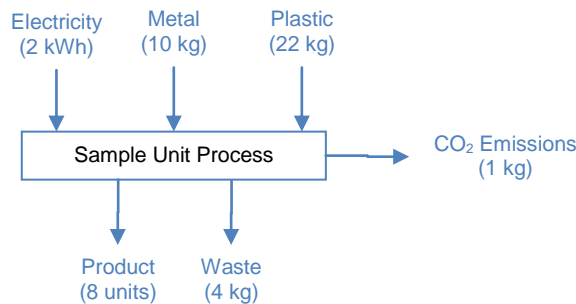 Electricity
(2 kWh)
Metal
(10 kg)
Plastic
(22 kg)
Sample Unit Process
CO₂ Emissions
(1 kg)
Product
(8 units)
Waste
(4 kg)